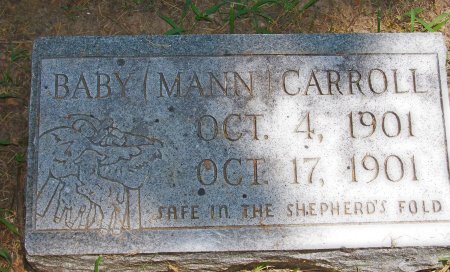 BABY (MANN) CARROLL
OCT. 4, 1901
OCT. 17, 1901
SAFE IN THE SHEPHERD'S FOLD